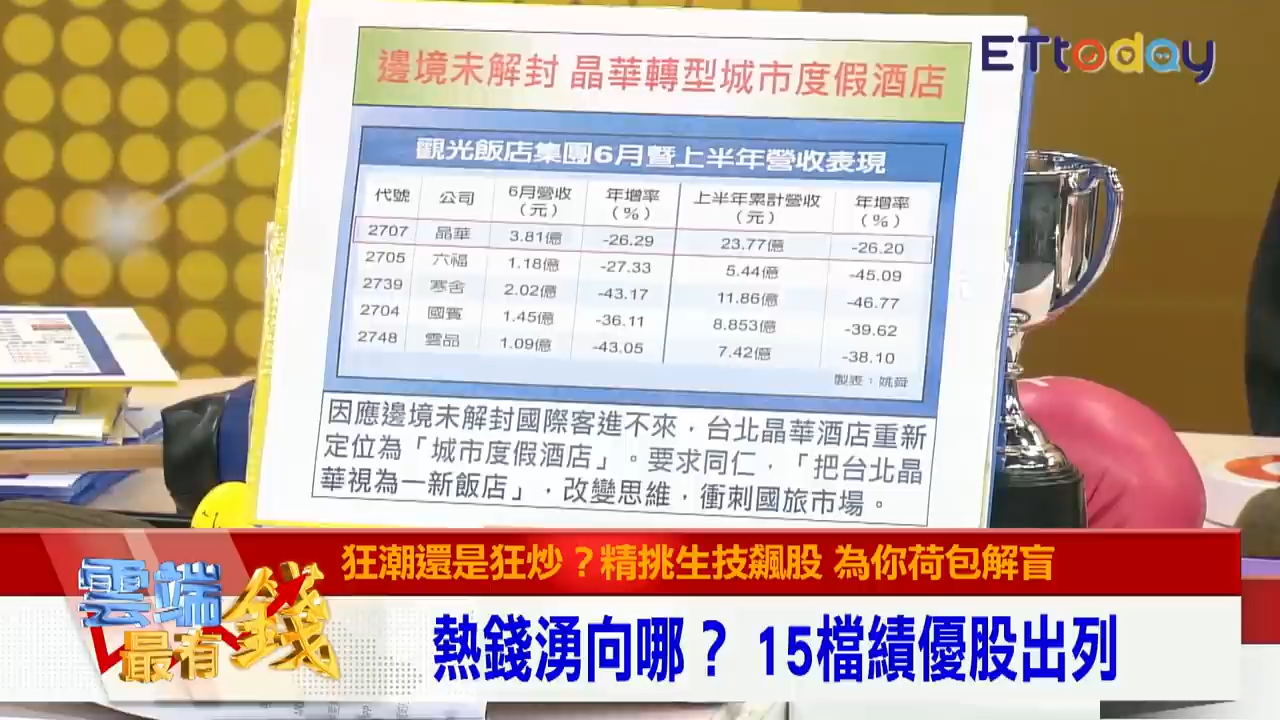 ETtoday
邊境未解封 晶華轉型城市度假酒店
觀光飯店集團6月暨上半年營收表現
代號 公司 6月營收（元） 年增率（%） 上半年累計營收（元） 年增率（%）
2707 晶華 3.81億 -26.29 23.77億 -26.20
2705 六福 1.18億 -27.33 5.44億 -45.09
2739 寒舍 2.02億 -43.17 11.86億 -46.77
2704 國賓 1.45億 -36.11 8.853億 -39.62
2748 雲品 1.09億 -43.05 7.42億 -38.10
製表：姚舜
因應邊境未解封國際客進不來，台北晶華酒店重新
定位為「城市度假酒店」。要求同仁，「把台北晶
華視為一新飯店」，改變思維，衝刺國旅市場。
狂潮還是狂炒？精挑生技飆股 為你荷包解盲
雲端
最有錢
熱錢湧向哪？ 15檔績優股出列